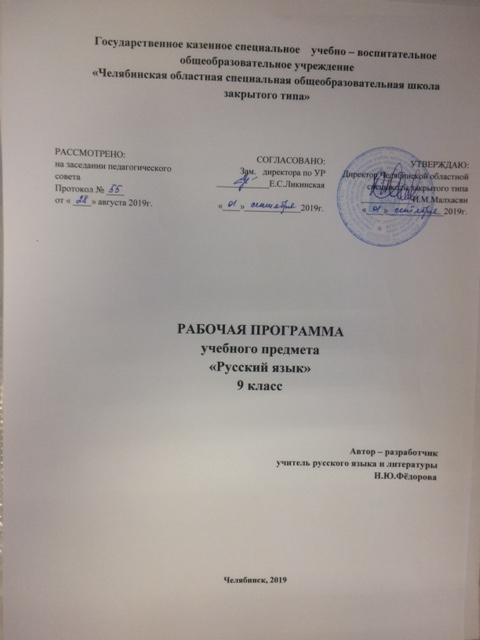 Государственное казенное специальное учебно – воспитательное
общеобразовательное учреждение
«Челябинская областная специальная общеобразовательная школа
закрытого типа»
РАССМОТРЕНО:
на заседании педагогического
совета
Протокол № 55
от « 28 » августа 2019г.
СОГЛАСОВАНО:
Зам. директора по УР
Е.С.Ликинская
« 01 » сентября 2019г.
УТВЕРЖДАЮ:
Директор Челябинской областной
спецшколы закрытого типа
И.М.Малхасян
« 01 » сентября 2019г.
РАБОЧАЯ ПРОГРАММА
учебного предмета
«Русский язык»
9 класс
Автор – разработчик
учитель русского языка и литературы
Н.Ю.Фёдорова
Челябинск, 2019